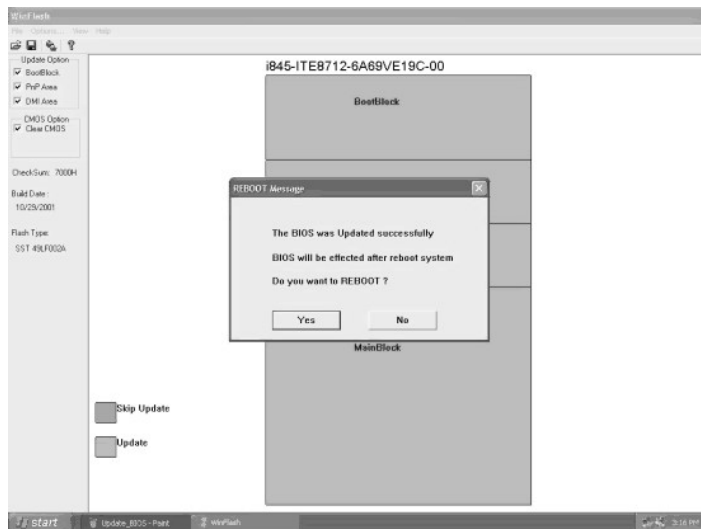 WinFlash
File Options... View Help
Update Option
BootBlock
PnP Area
DMI Area
CMOS Option
Clear CMOS
CheckSum: 7000H
Build Date :
10/29/2001
Flash Type:
SST 49LF002A
i845-ITE8712-6A69VE19C-00
BootBlock
REBOOT Message
The BIOS was Updated successfully
BIOS will be effected after reboot system
Do you want to REBOOT ?
Yes
No
MainBlock
Skip Update
Update
start
Update_BIOS - Paint
WinFlash
3:16 PM